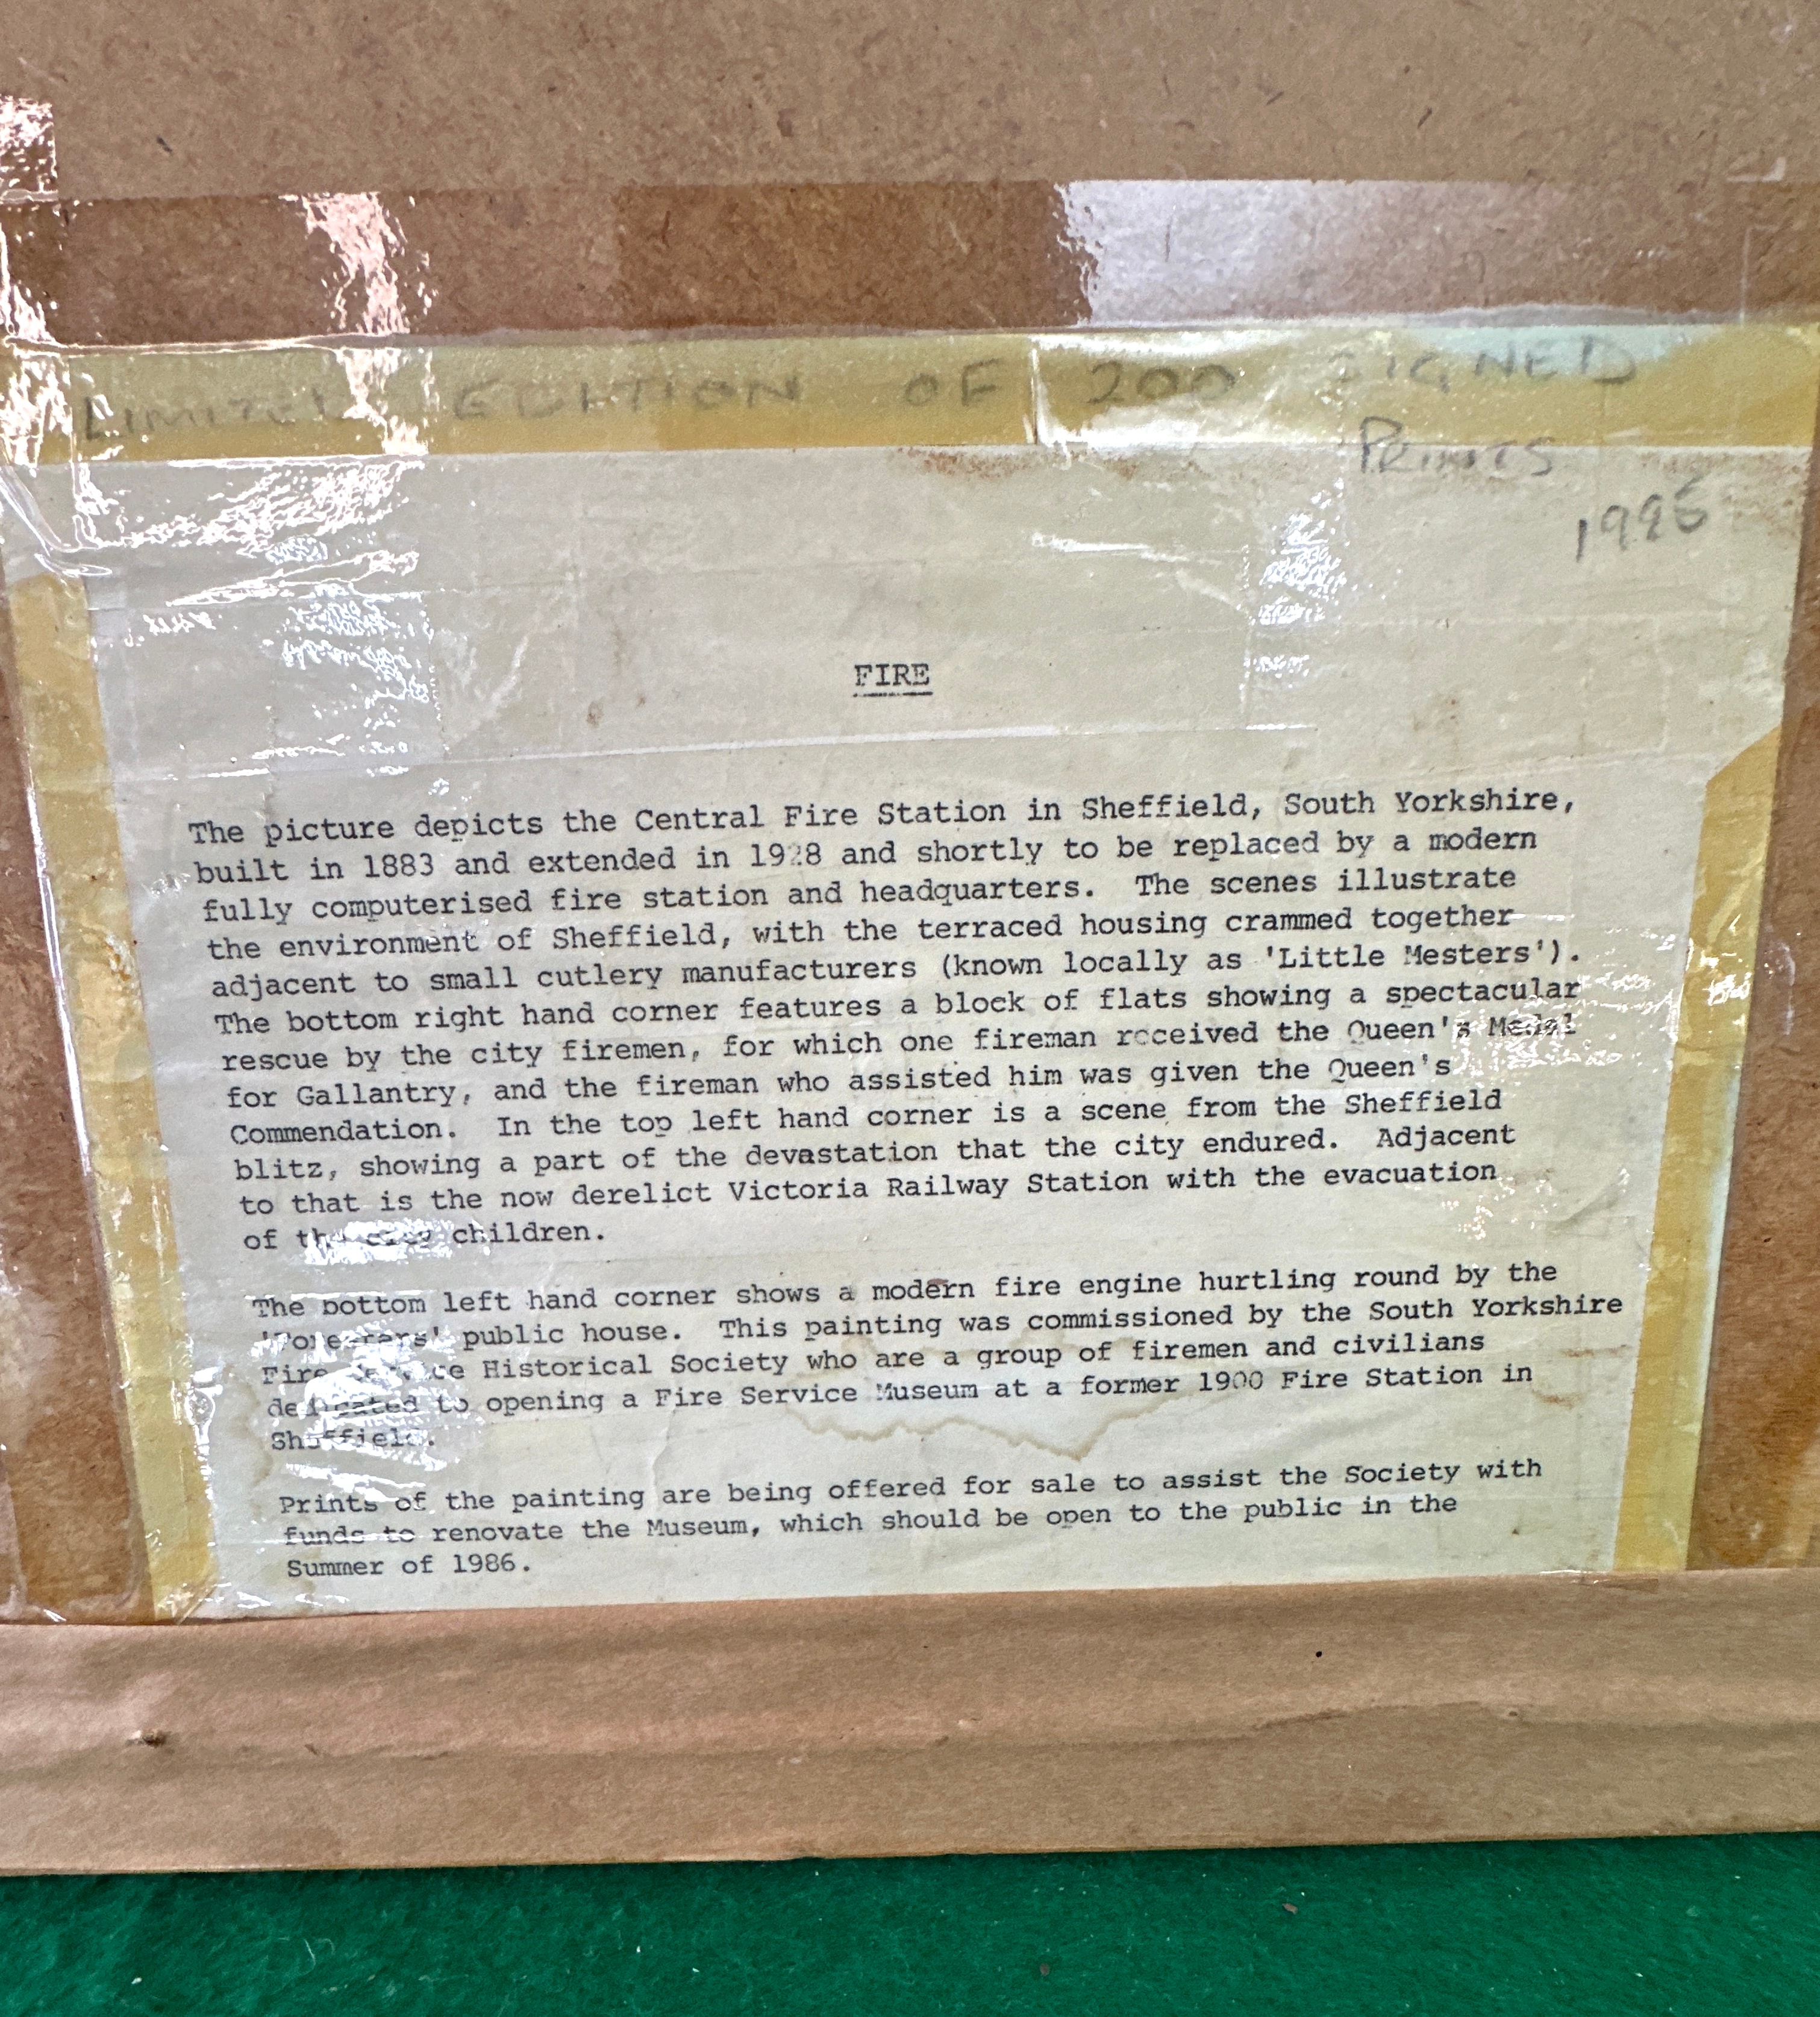 LIMITED EDITION OF 200 SIGNED
PRINTS
FIRE
The picture depicts the Central Fire Station in Sheffield, South Yorkshire,
built in 1883 and extended in 1928 and shortly to be replaced by a modern
fully computerised fire station and headquarters. The scenes illustrate
the environment of Sheffield, with the terraced housing crammed together
adjacent to small cutlery manufacturers (known locally as 'Little Mesters').
The bottom right hand corner features a block of flats showing a spectacular
rescue by the city firemen, for which one fireman received the Queen's Medal
for Gallantry, and the fireman who assisted him was given the Queen's
Commendation. In the top left hand corner is a scene from the Sheffield
blitz, showing a part of the devastation that the city endured. Adjacent
to that is the now derelict Victoria Railway Station with the evacuation
of the city children.
The bottom left hand corner shows a modern fire engine hurtling round by the
'Foresters' public house. This painting was commissioned by the South Yorkshire
Fire Service Historical Society who are a group of firemen and civilians
dedicated to opening a Fire Service Museum at a former 1900 Fire Station in
Sheffield.
Prints of the painting are being offered for sale to assist the Society with
funds to renovate the Museum, which should be open to the public in the
Summer of 1986.